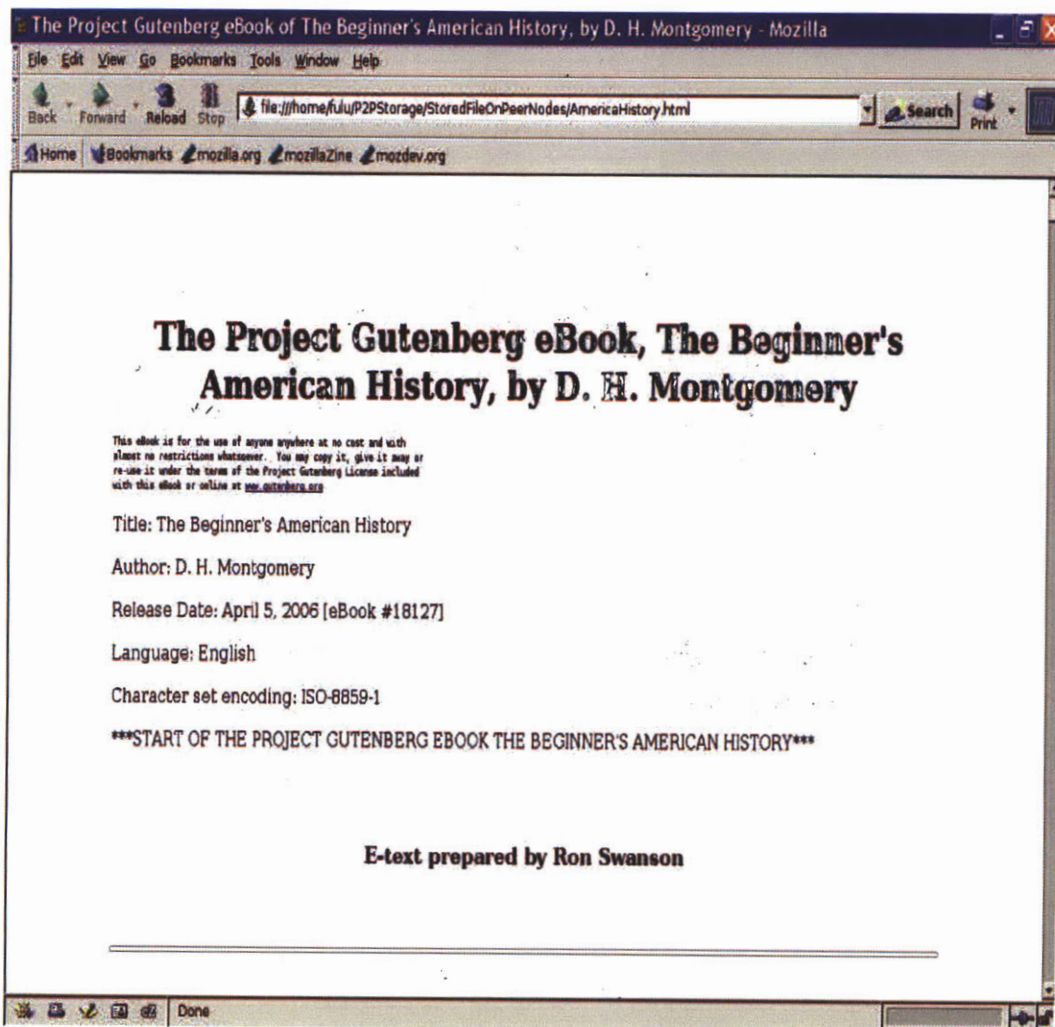 The Project Gutenberg eBook of The Beginner's American History, by D. H. Montgomery - Mozilla
File Edit View Go Bookmarks Tools Window Help
Back Forward Reload Stop file:///home/fulu/P2PStorage/StoredFileOnPeerNodes/AmericaHistory.html Search Print
Home Bookmarks mozilla.org mozillaZine mozdev.org
The Project Gutenberg eBook, The Beginner's
American History, by D. H. Montgomery
This eBook is for the use of anyone anywhere at no cost and with
almost no restrictions whatsoever. You may copy it, give it away or
re-use it under the terms of the Project Gutenberg License included
with this eBook or online at www.gutenberg.org
Title: The Beginner's American History
Author: D. H. Montgomery
Release Date: April 5, 2006 [eBook #18127]
Language: English
Character set encoding: ISO-8859-1
***START OF THE PROJECT GUTENBERG EBOOK THE BEGINNER'S AMERICAN HISTORY***
E-text prepared by Ron Swanson
Done